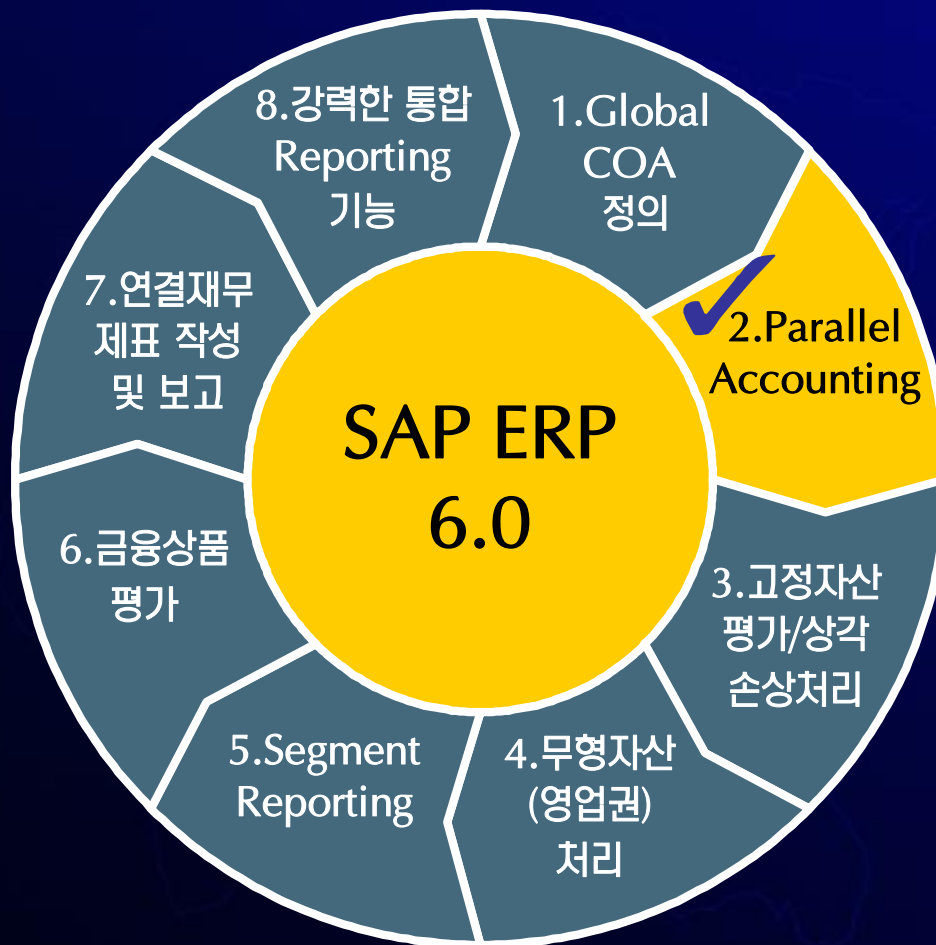 SAP ERP
6.0
1.Global
COA
정의
2.Parallel
Accounting
3.고정자산
평가/상각
손상처리
4.무형자산
(영업권)
처리
5.Segment
Reporting
6.금융상품
평가
7.연결재무
제표 작성
및 보고
8.강력한 통합
Reporting
기능